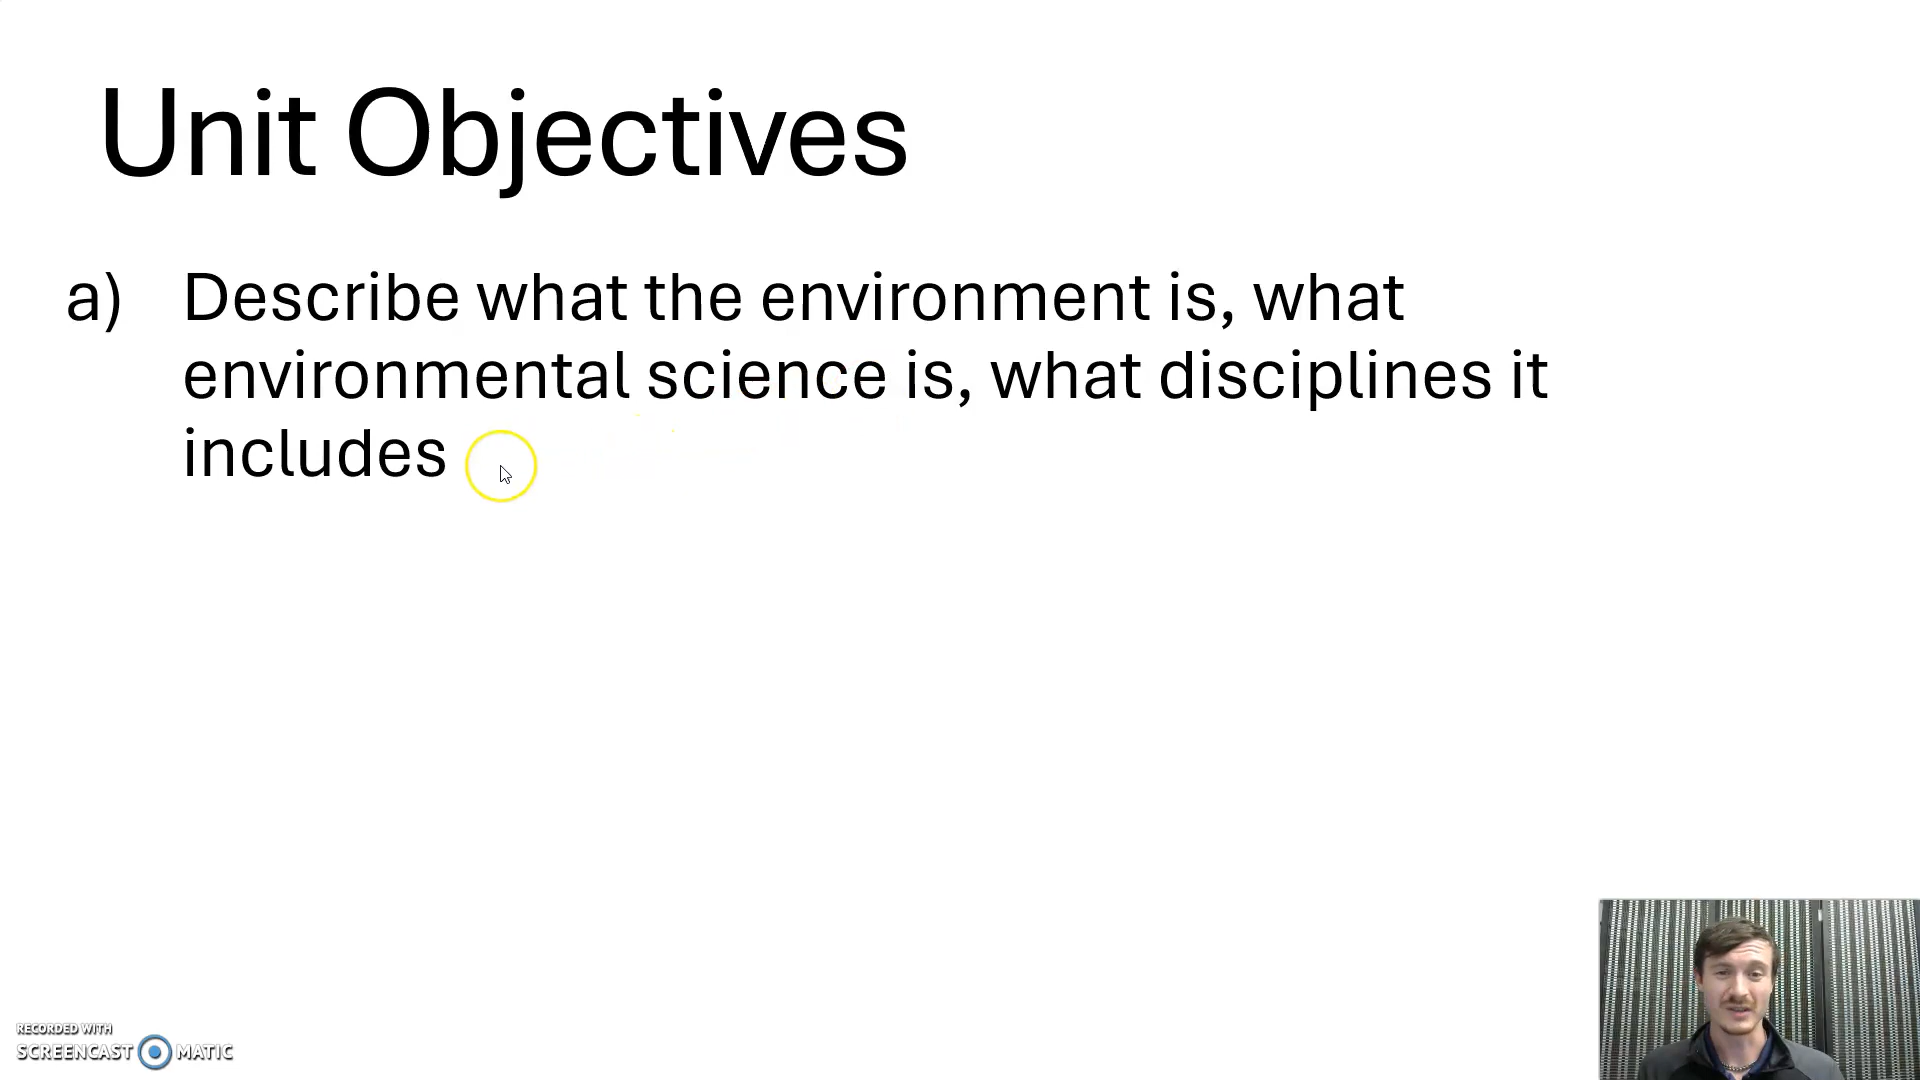 Unit Objectives
a) Describe what the environment is, what
environmental science is, what disciplines it
includes
RECORDED WITH
SCREENCAST MATIC